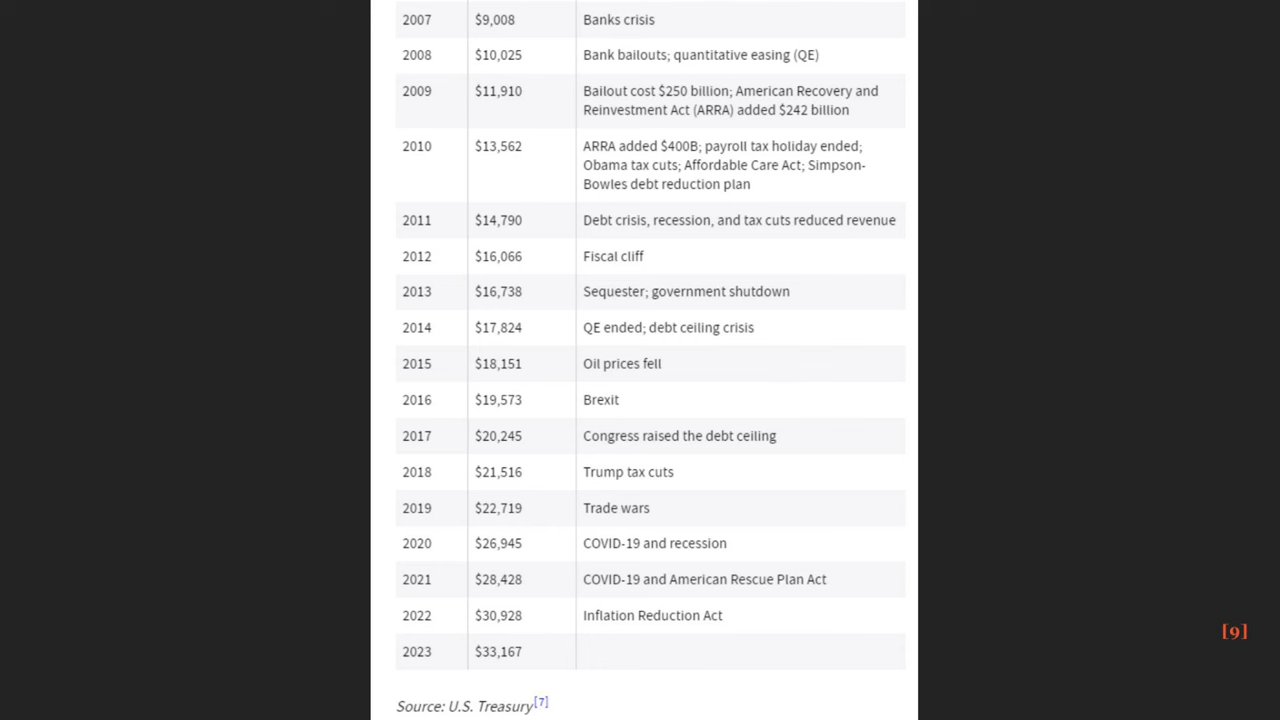 2007 $9,008 Banks crisis
2008 $10,025 Bank bailouts; quantitative easing (QE)
2009 $11,910 Bailout cost $250 billion; American Recovery and
Reinvestment Act (ARRA) added $242 billion
2010 $13,562 ARRA added $400B; payroll tax holiday ended;
Obama tax cuts; Affordable Care Act; Simpson-
Bowles debt reduction plan
2011 $14,790 Debt crisis, recession, and tax cuts reduced revenue
2012 $16,066 Fiscal cliff
2013 $16,738 Sequester; government shutdown
2014 $17,824 QE ended; debt ceiling crisis
2015 $18,151 Oil prices fell
2016 $19,573 Brexit
2017 $20,245 Congress raised the debt ceiling
2018 $21,516 Trump tax cuts
2019 $22,719 Trade wars
2020 $26,945 COVID-19 and recession
2021 $28,428 COVID-19 and American Rescue Plan Act
2022 $30,928 Inflation Reduction Act
[9]
2023 $33,167
Source: U.S. Treasury[7]